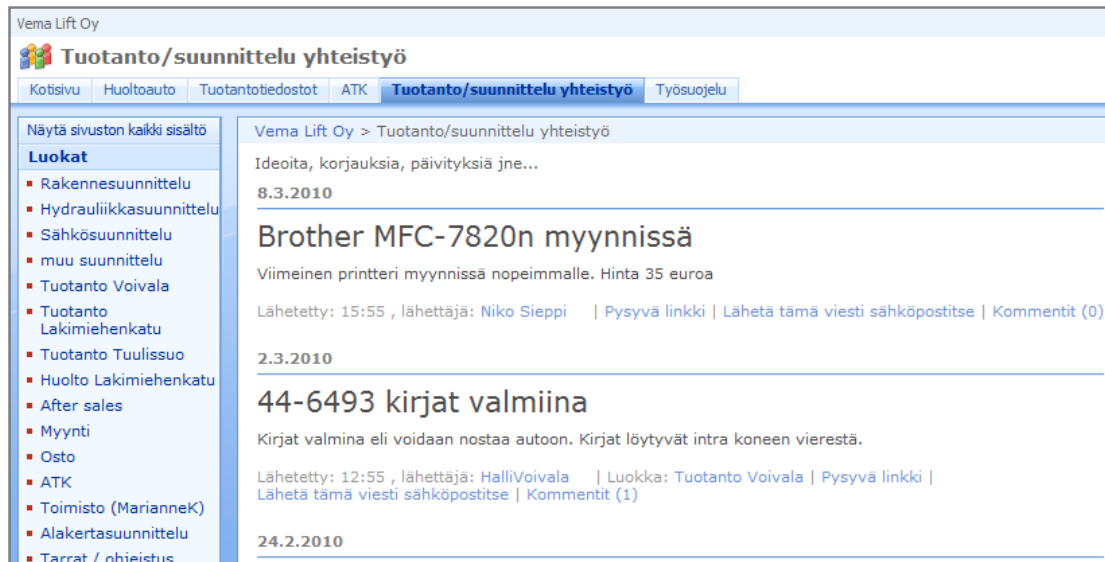 Vema Lift Oy
Tuotanto/suunnittelu yhteistyö
Kotisivu Huoltoauto Tuotantotiedostot ATK Tuotanto/suunnittelu yhteistyö Työsuojelu
Näytä sivuston kaikki sisältö
Luokat
Rakennesuunnittelu
Hydrauliikkasuunnittelu
Sähkösuunnittelu
muu suunnittelu
Tuotanto Voivala
Tuotanto
Lakimiehenkatu
Tuotanto Tuulissuo
Huolto Lakimiehenkatu
After sales
Myynti
Osto
ATK
Toimisto (MarianneK)
Alakertasuunnittelu
Tarrat / ohjeistus
Vema Lift Oy > Tuotanto/suunnittelu yhteistyö
Ideoita, korjauksia, päivityksiä jne...
8.3.2010
Brother MFC-7820n myynnissä
Viimeinen printteri myynnissä nopeimmalle. Hinta 35 euroa
Lähetetty: 15:55 , lähettäjä: Niko Sieppi | Pysyvä linkki | Lähetä tämä viesti sähköpostitse | Kommentit (0)
2.3.2010
44-6493 kirjat valmiina
Kirjat valmina eli voidaan nostaa autoon. Kirjat löytyvät intra koneen vierestä.
Lähetetty: 12:55 , lähettäjä: HalliVoivala | Luokka: Tuotanto Voivala | Pysyvä linkki |
Lähetä tämä viesti sähköpostitse | Kommentit (1)
24.2.2010